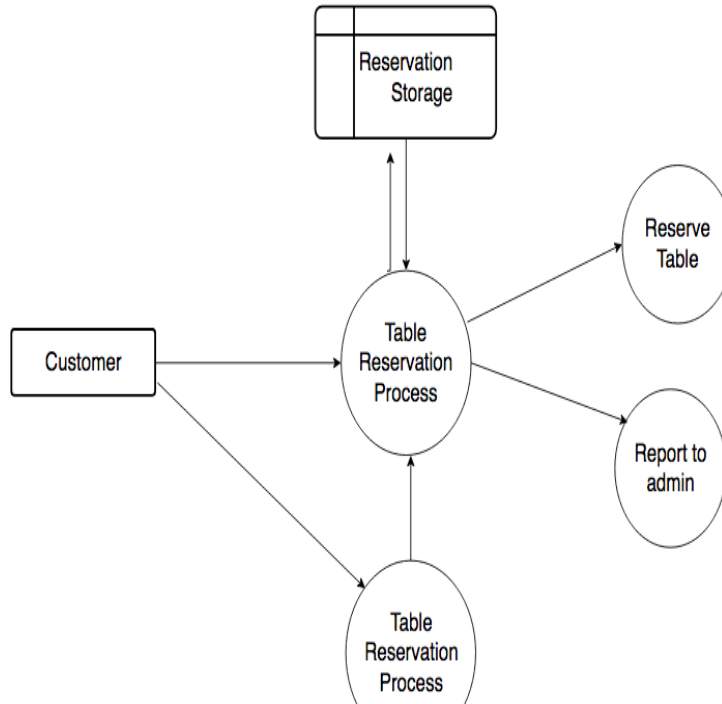 Reservation
Storage
Reserve
Table
Customer
Table
Reservation
Process
Report to
admin
Table
Reservation
Process